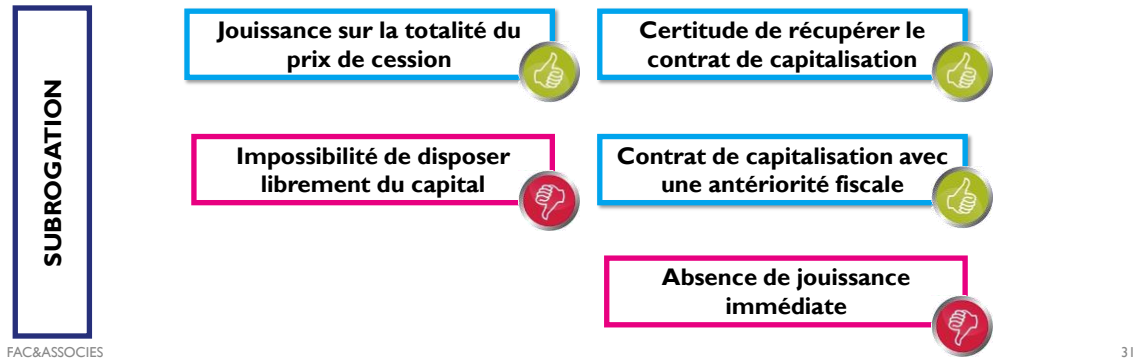 SUBROGATION
Jouissance sur la totalité du
prix de cession
Certitude de récupérer le
contrat de capitalisation
Impossibilité de disposer
librement du capital
Contrat de capitalisation avec
une antériorité fiscale
Absence de jouissance
immédiate
FAC&ASSOCIES
31